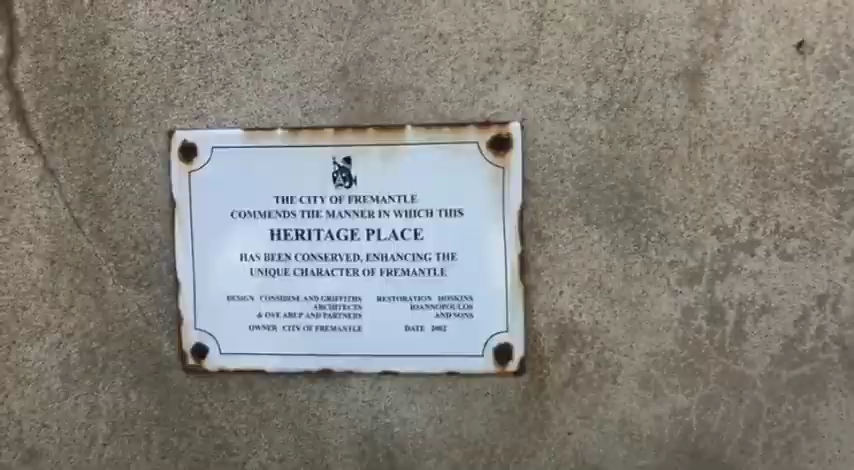 THE CITY OF FREMANTLE
COMMENDS THE MANNER IN WHICH THIS
HERITAGE PLACE
HAS BEEN CONSERVED, ENHANCING THE
UNIQUE CHARACTER OF FREMANTLE
DESIGN CONSIDINE AND GRIFFITHS
ARCHITECTS
& OVE ARUP AND PARTNERS
OWNER CITY OF FREMANTLE
RESTORATION HOSKINS
IOANNOPOULOS
AND SONS
DATE 2002